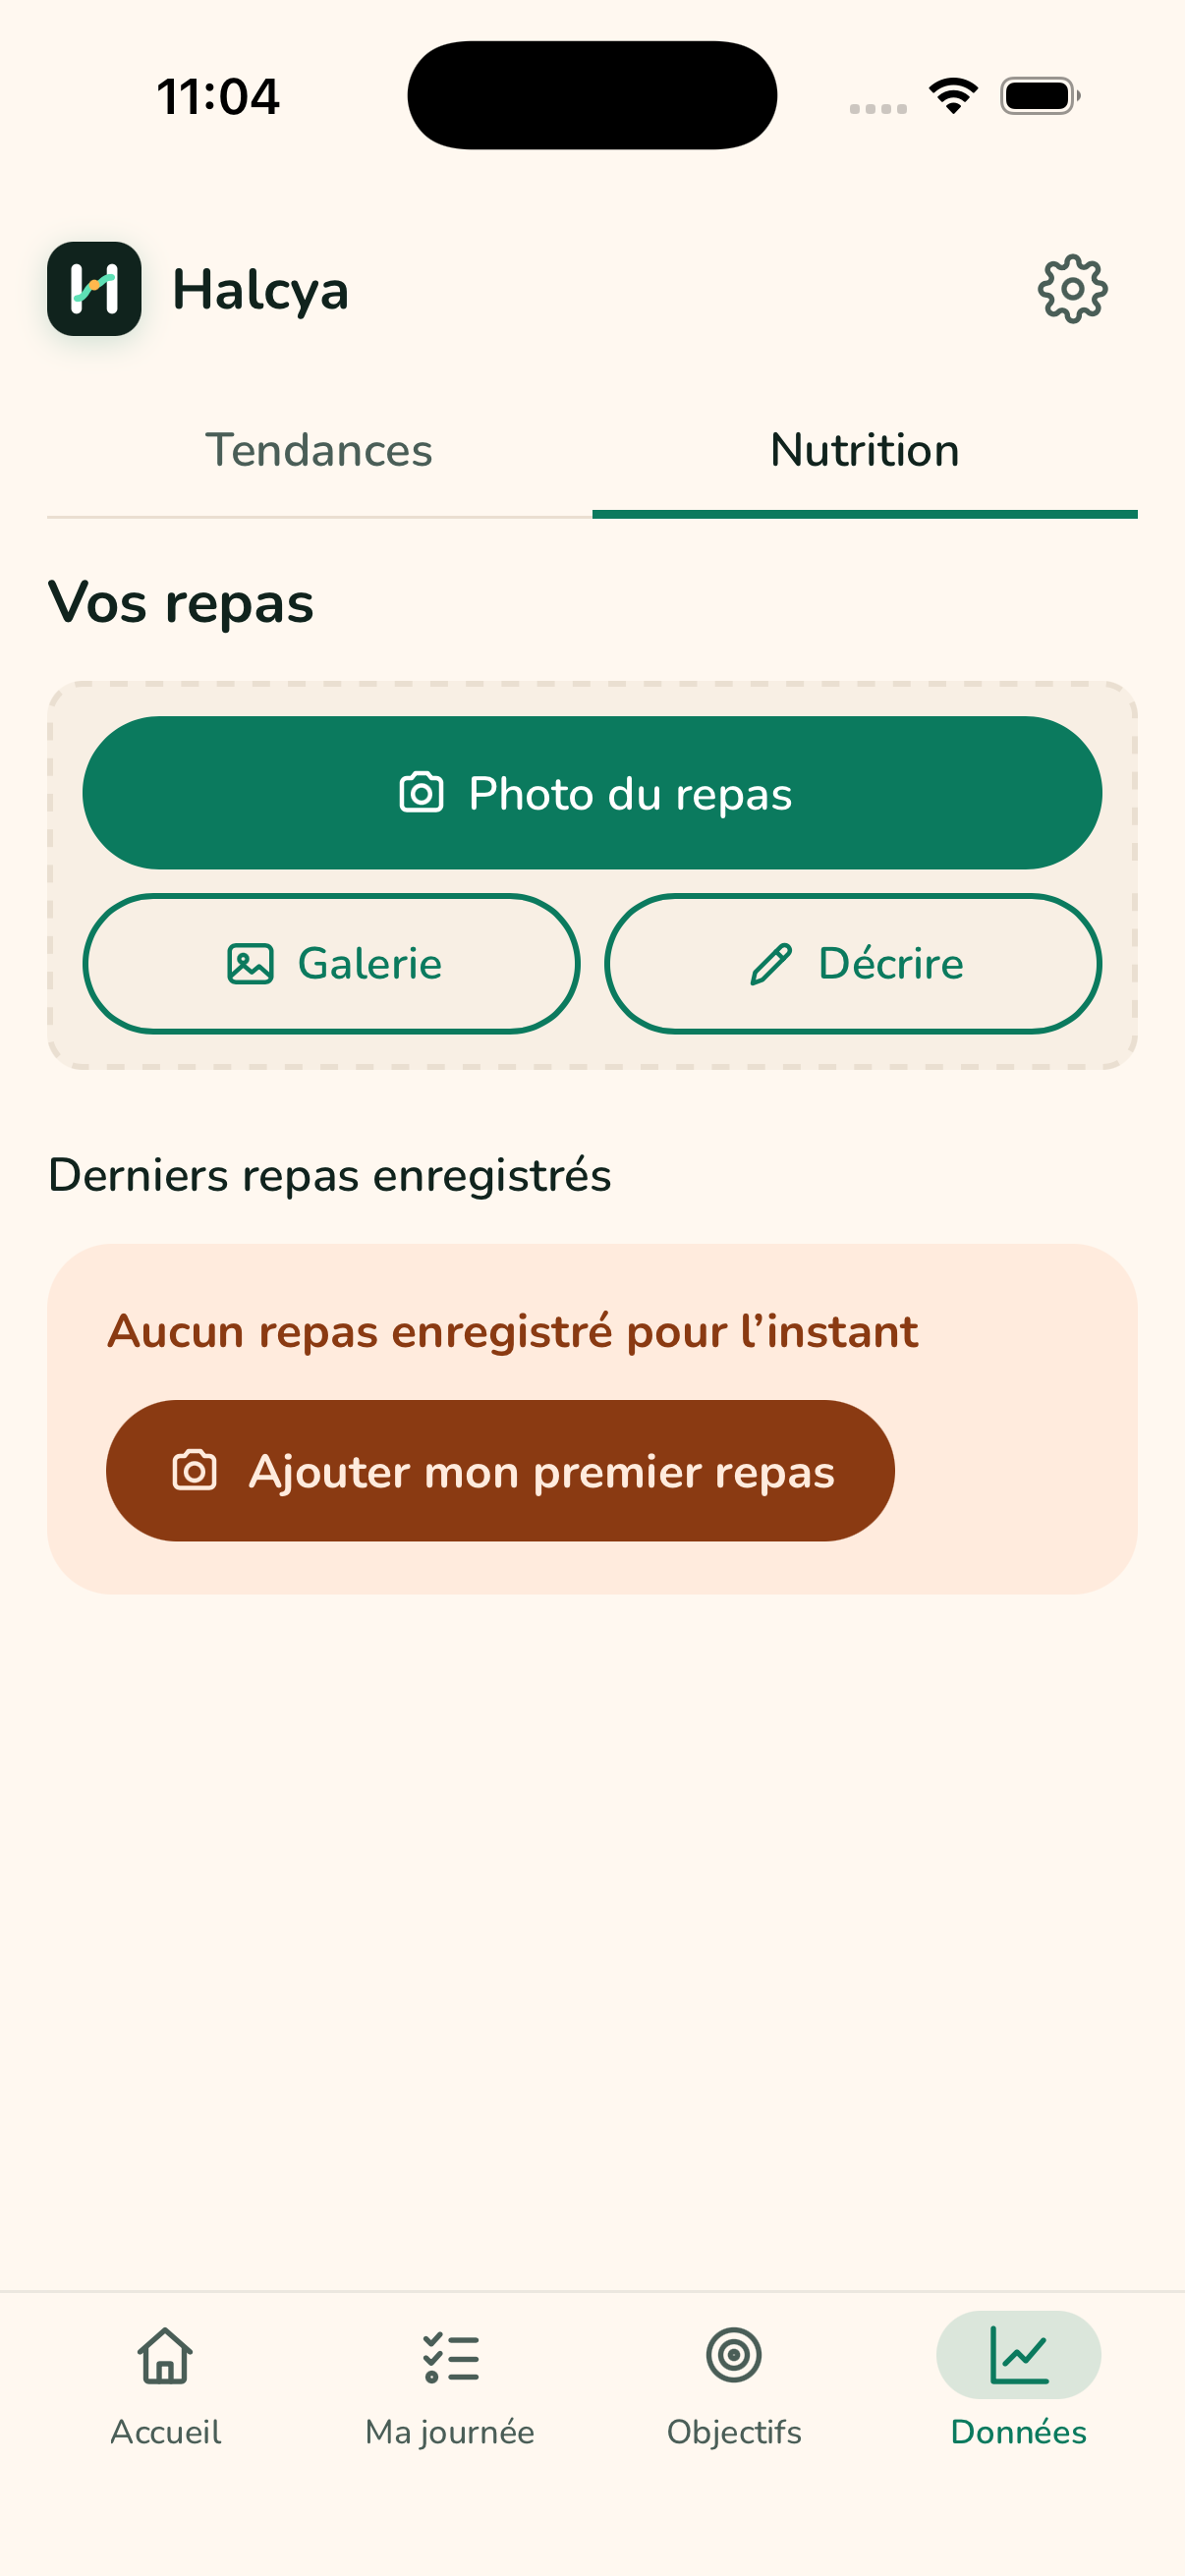 11:04
Halcya
Tendances
Nutrition
Vos repas
Photo du repas
Galerie
Décrire
Derniers repas enregistrés
Aucun repas enregistré pour l’instant
Ajouter mon premier repas
Accueil
Ma journée
Objectifs
Données